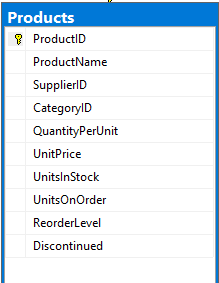 Products
ProductID
ProductName
SupplierID
CategoryID
QuantityPerUnit
UnitPrice
UnitsInStock
UnitsOnOrder
ReorderLevel
Discontinued